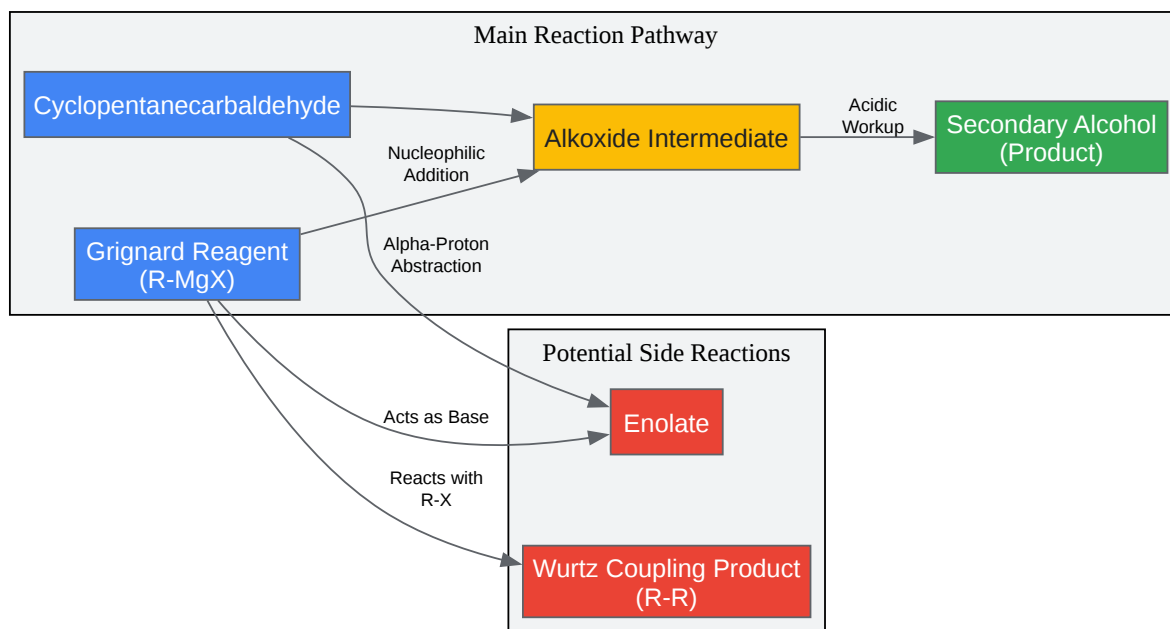 Main Reaction Pathway
Cyclopentanecarbaldehyde
Alkoxide Intermediate
Acidic
Workup
Secondary Alcohol
(Product)
Nucleophilic
Addition
Grignard Reagent
(R-MgX)
Alpha-Proton
Abstraction
Potential Side Reactions
Acts as Base
Enolate
Reacts with
R-X
Wurtz Coupling Product
(R-R)